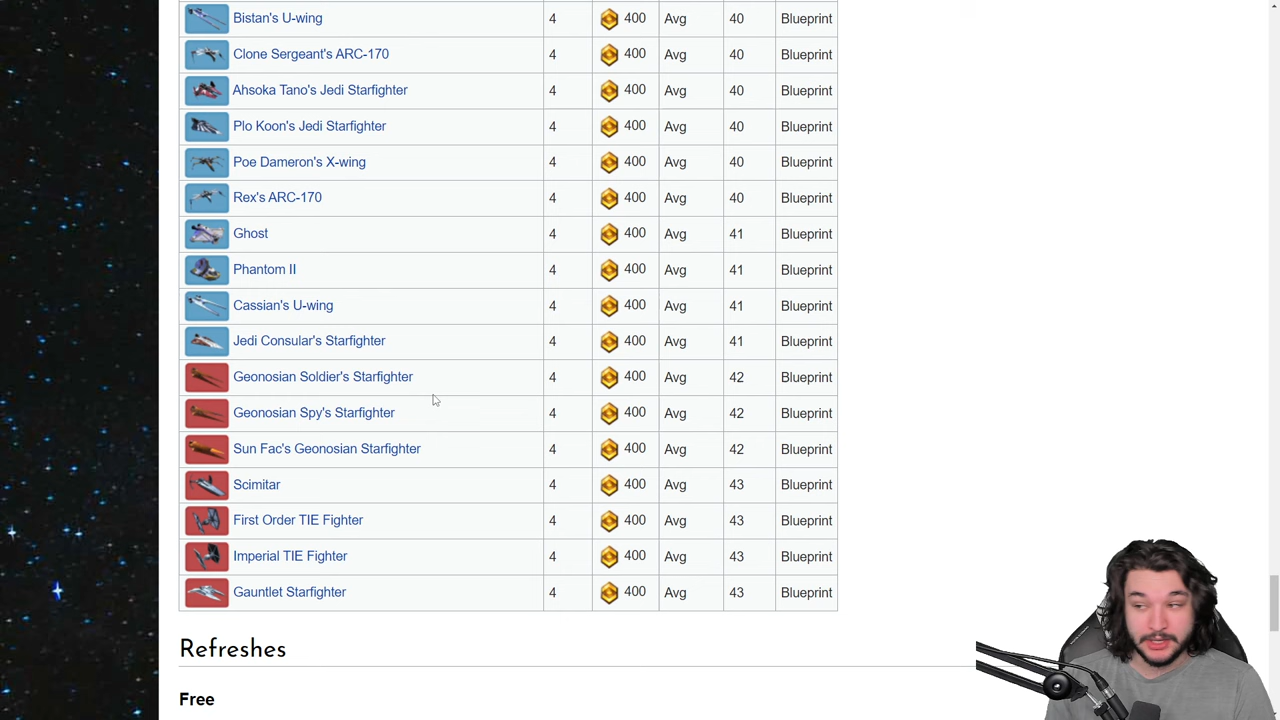 Bistan's U-wing 4 400 Avg 40 Blueprint
Clone Sergeant's ARC-170 4 400 Avg 40 Blueprint
Ahsoka Tano's Jedi Starfighter 4 400 Avg 40 Blueprint
Plo Koon's Jedi Starfighter 4 400 Avg 40 Blueprint
Poe Dameron's X-wing 4 400 Avg 40 Blueprint
Rex's ARC-170 4 400 Avg 40 Blueprint
Ghost 4 400 Avg 41 Blueprint
Phantom II 4 400 Avg 41 Blueprint
Cassian's U-wing 4 400 Avg 41 Blueprint
Jedi Consular's Starfighter 4 400 Avg 41 Blueprint
Geonosian Soldier's Starfighter 4 400 Avg 42 Blueprint
Geonosian Spy's Starfighter 4 400 Avg 42 Blueprint
Sun Fac's Geonosian Starfighter 4 400 Avg 42 Blueprint
Scimitar 4 400 Avg 43 Blueprint
First Order TIE Fighter 4 400 Avg 43 Blueprint
Imperial TIE Fighter 4 400 Avg 43 Blueprint
Gauntlet Starfighter 4 400 Avg 43 Blueprint
Refreshes
Free